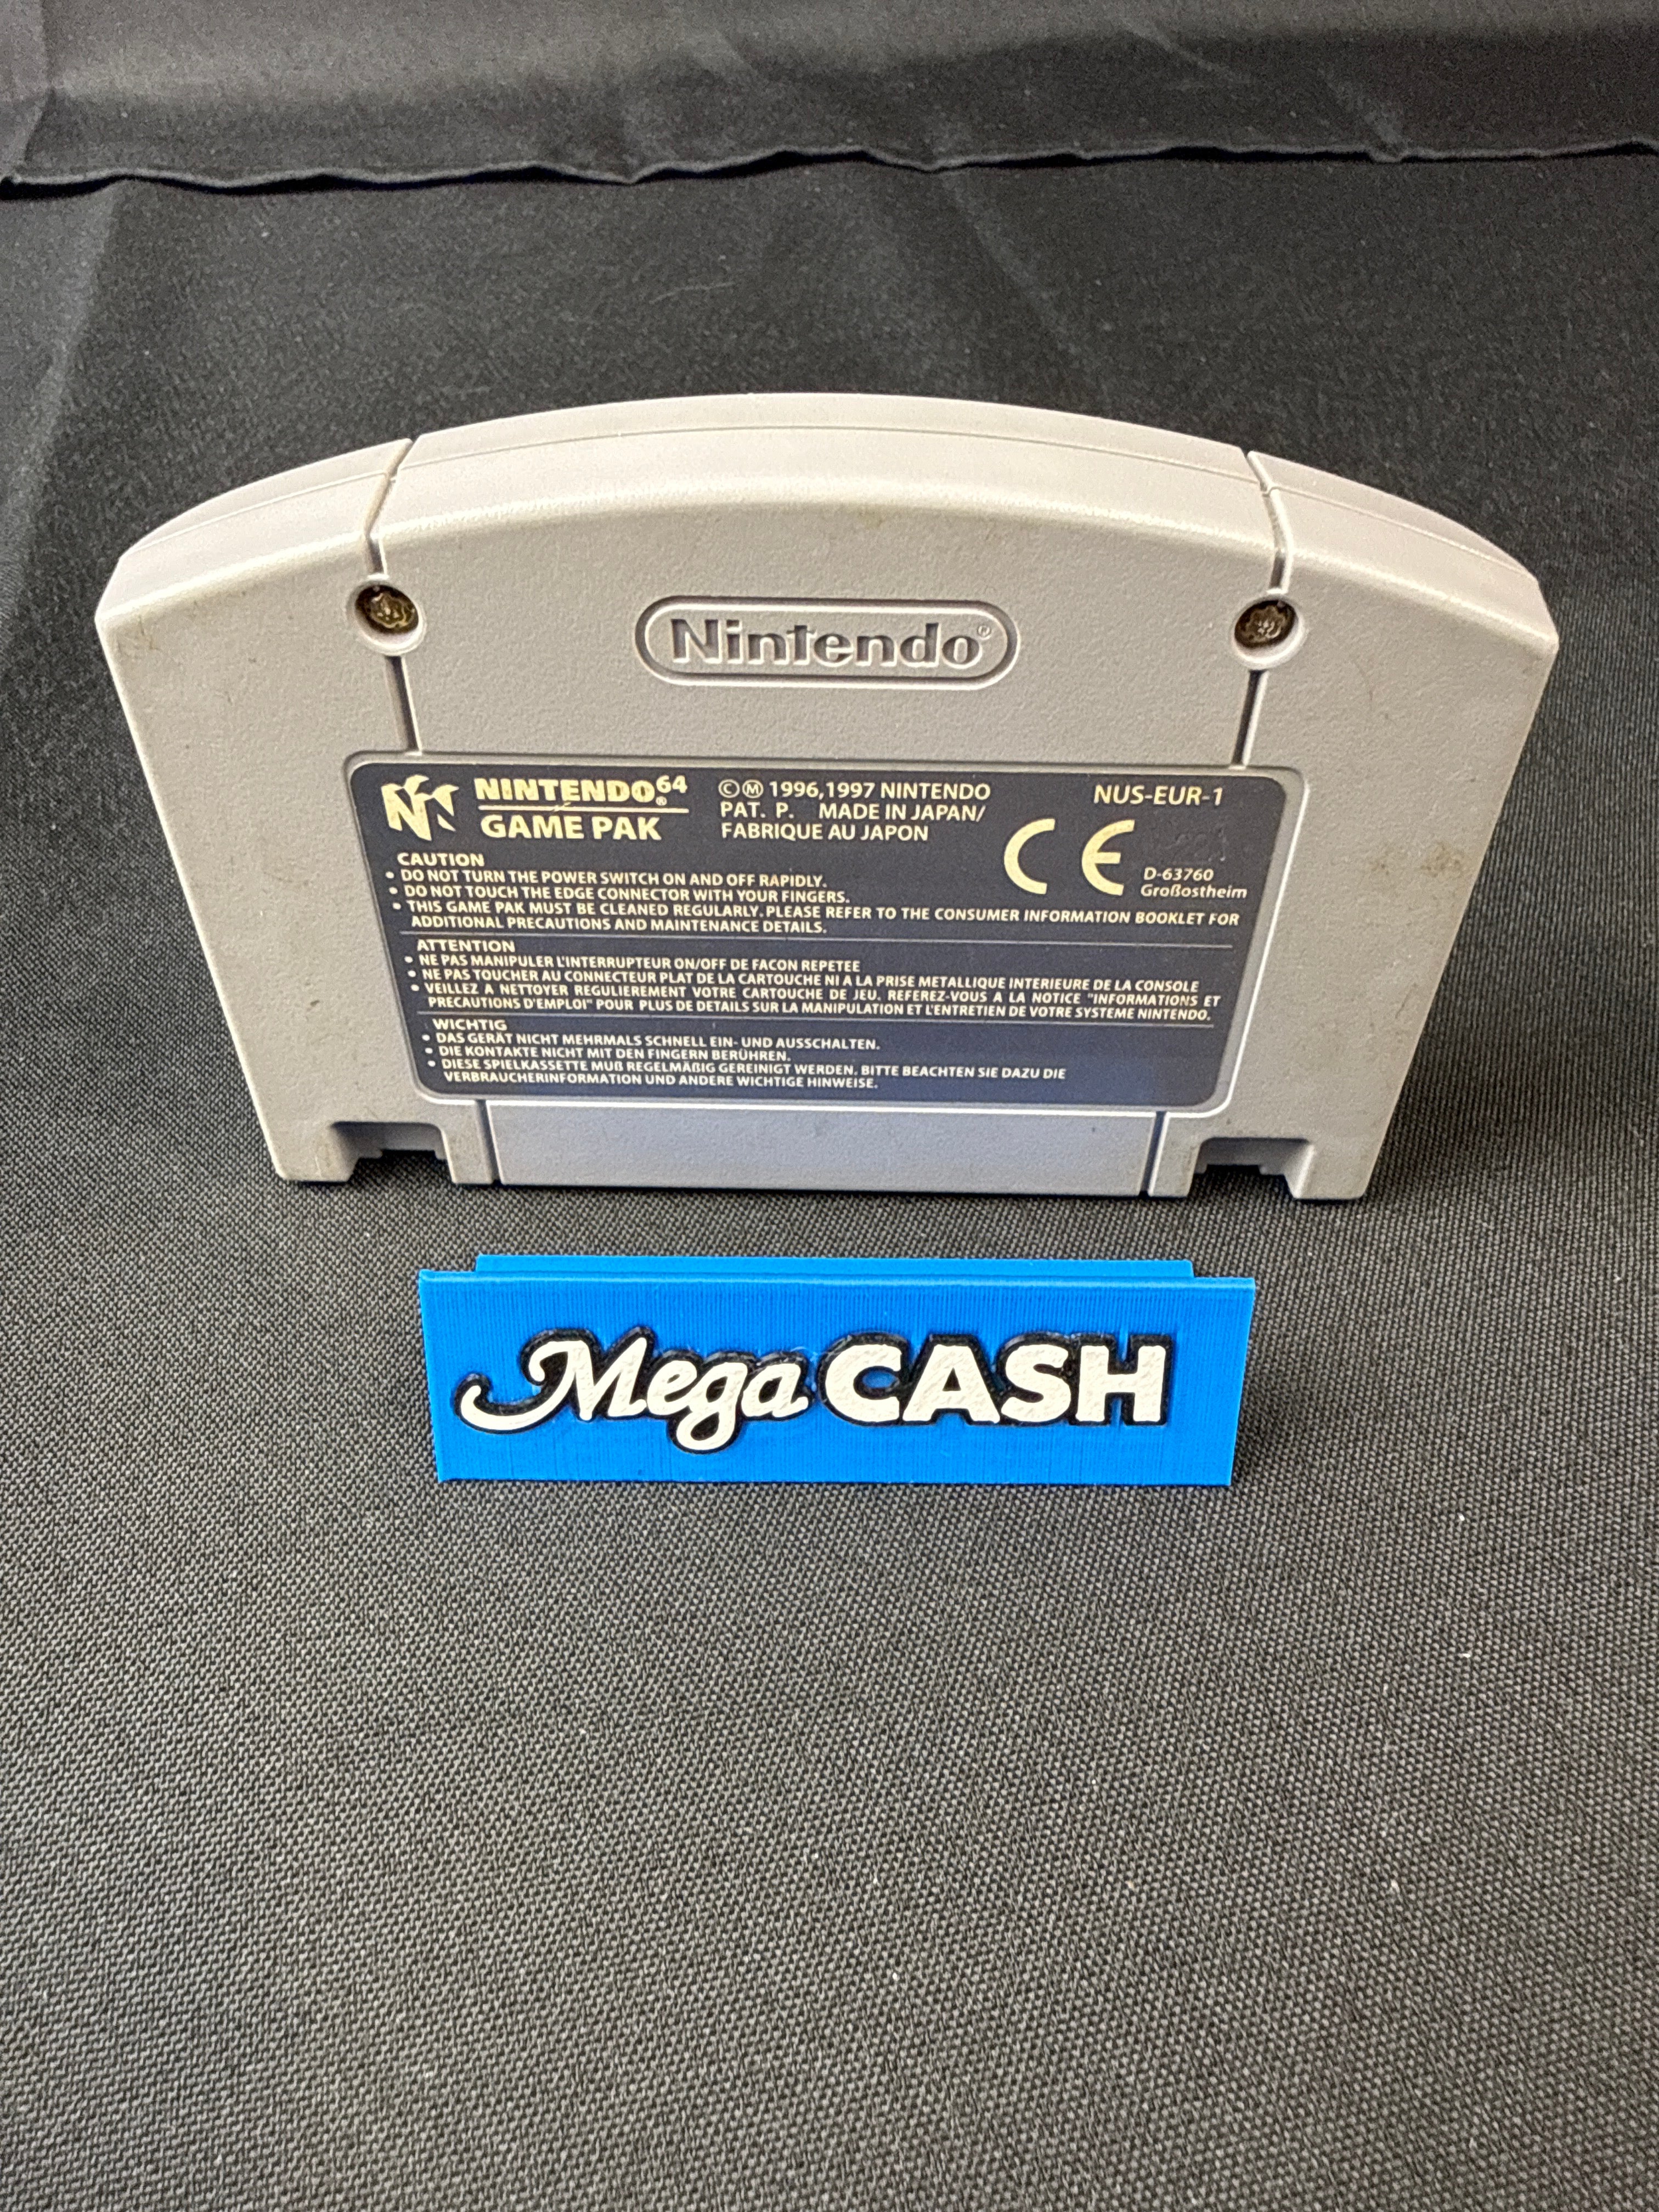 Nintendo®
NINTENDO64®
GAME PAK
©Ⓜ 1996,1997 NINTENDO
PAT. P. MADE IN JAPAN/
FABRIQUE AU JAPON
NUS-EUR-1
CE
D-63760
Großostheim
CAUTION
• DO NOT TURN THE POWER SWITCH ON AND OFF RAPIDLY.
• DO NOT TOUCH THE EDGE CONNECTOR WITH YOUR FINGERS.
• THIS GAME PAK MUST BE CLEANED REGULARLY. PLEASE REFER TO THE CONSUMER INFORMATION BOOKLET FOR
ADDITIONAL PRECAUTIONS AND MAINTENANCE DETAILS.
ATTENTION
• NE PAS MANIPULER L'INTERRUPTEUR ON/OFF DE FACON REPETEE
• NE PAS TOUCHER AU CONNECTEUR PLAT DE LA CARTOUCHE NI A LA PRISE METALLIQUE INTERIEURE DE LA CONSOLE
• VEILLEZ A NETTOYER REGULIEREMENT VOTRE CARTOUCHE DE JEU. REFEREZ-VOUS A LA NOTICE "INFORMATIONS ET
PRECAUTIONS D'EMPLOI" POUR PLUS DE DETAILS SUR LA MANIPULATION ET L'ENTRETIEN DE VOTRE SYSTEME NINTENDO.
WICHTIG
• DAS GERÄT NICHT MEHRMALS SCHNELL EIN- UND AUSSCHALTEN.
• DIE KONTAKTE NICHT MIT DEN FINGERN BERÜHREN.
• DIESE SPIELKASSETTE MUß REGELMÄßIG GEREINIGT WERDEN. BITTE BEACHTEN SIE DAZU DIE
VERBRAUCHERINFORMATION UND ANDERE WICHTIGE HINWEISE.
Mega CASH